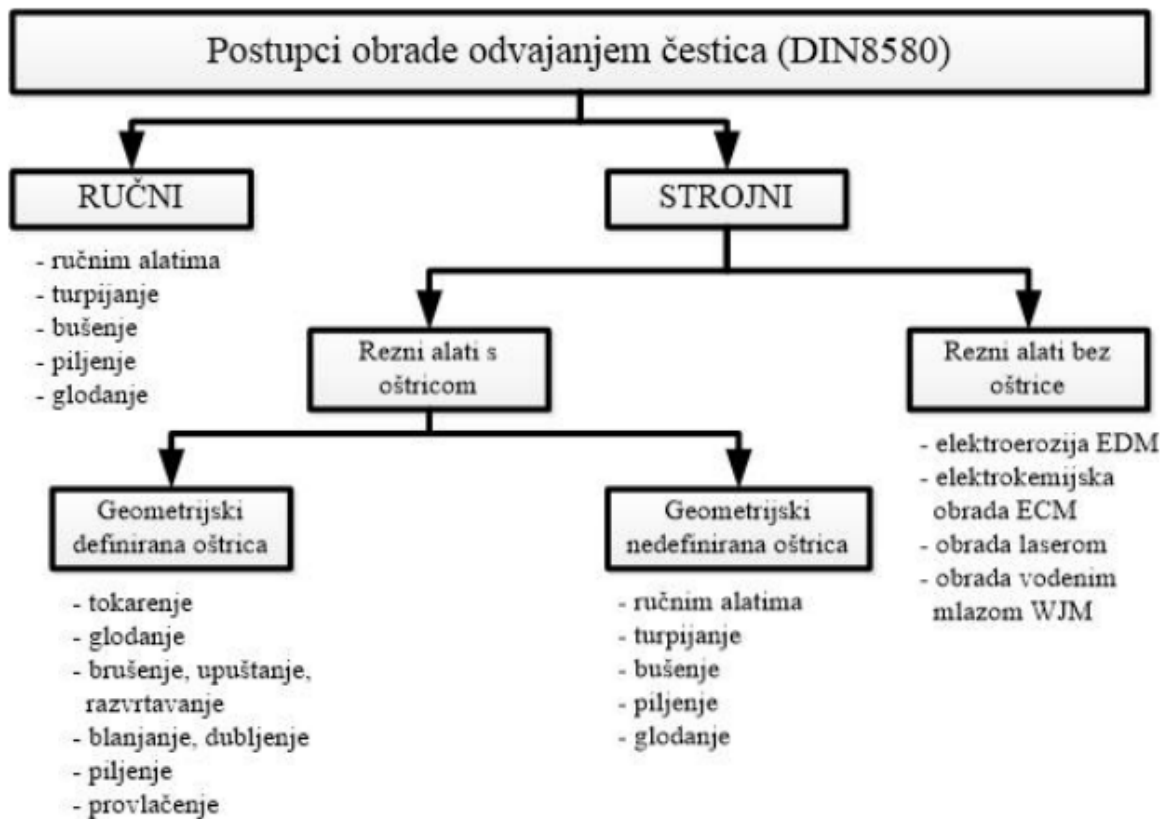 Postupci obrade odvajanjem čestica (DIN8580)
RUČNI
- ručnim alatima
- turpijanje
- bušenje
- piljenje
- glodanje
STROJNI
Rezni alati s
oštricom
Rezni alati bez
oštrice
- elektroerozija EDM
- elektrokemijska
obrada ECM
- obrada laserom
- obrada vodenim
mlazom WJM
Geometrijski
definirana oštrica
- tokarenje
- glodanje
- brušenje, upuštanje,
razvrtavanje
- blanjanje, dubljenje
- piljenje
- provlačenje
Geometrijski
nedefinirana oštrica
- ručnim alatima
- turpijanje
- bušenje
- piljenje
- glodanje